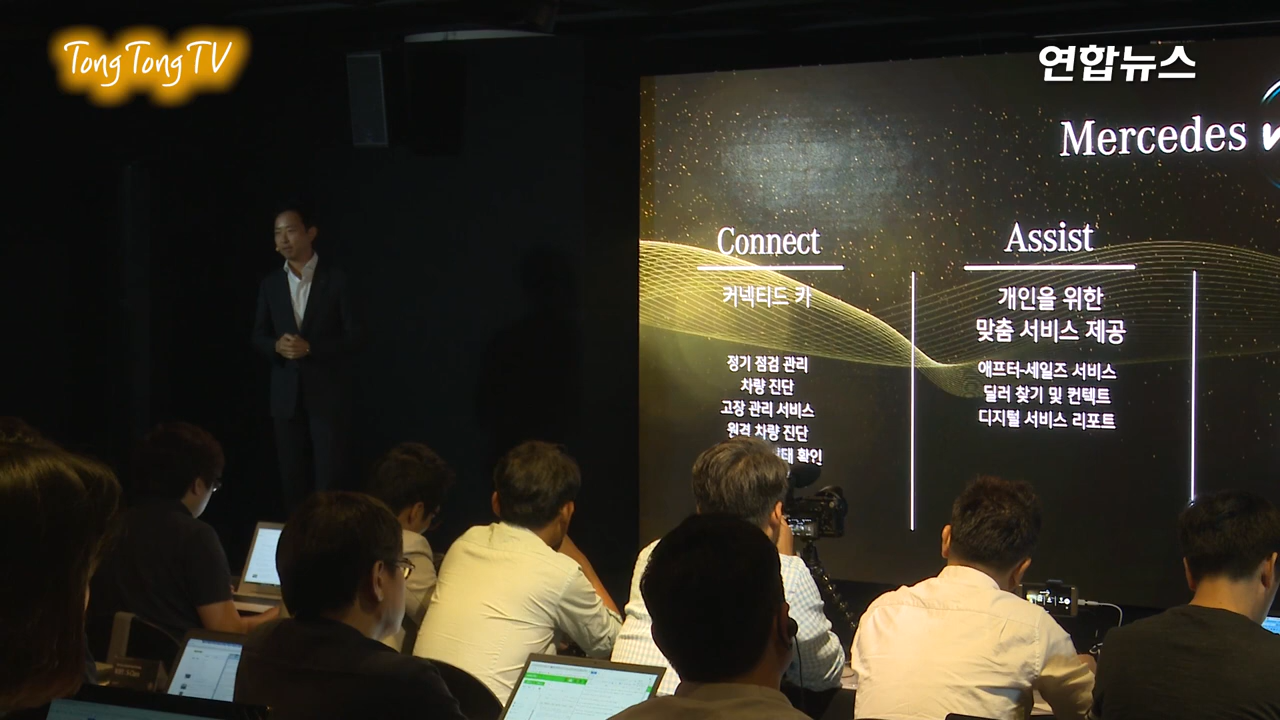 Tong Tong TV
연합뉴스
Mercedes
Connect
커넥티드 카
정기 점검 관리
차량 진단
고장 관리 서비스
원격 차량 진단
확인
Assist
개인을 위한
맞춤 서비스 제공
애프터-세일즈 서비스
딜러 찾기 및 컨텍트
디지털 서비스 리포트